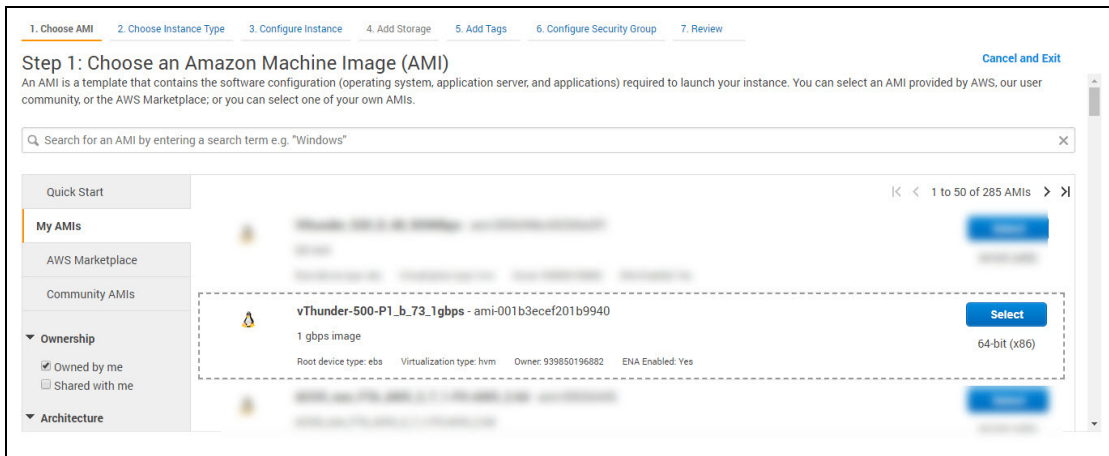 1. Choose AMI 2. Choose Instance Type 3. Configure Instance 4. Add Storage 5. Add Tags 6. Configure Security Group 7. Review
Step 1: Choose an Amazon Machine Image (AMI)
Cancel and Exit
An AMI is a template that contains the software configuration (operating system, application server, and applications) required to launch your instance. You can select an AMI provided by AWS, our user
community, or the AWS Marketplace; or you can select one of your own AMIs.
Search for an AMI by entering a search term e.g. "Windows"
Quick Start
1 to 50 of 285 AMIs
My AMIs
AWS Marketplace
Community AMIs
vThunder-500-P1_b_73_1gbps - ami-001b3ecef201b9940
Select
1 gbps image
64-bit (x86)
Root device type: ebs Virtualization type: hvm Owner: 939850196882 ENA Enabled: Yes
Ownership
Owned by me
Shared with me
Architecture